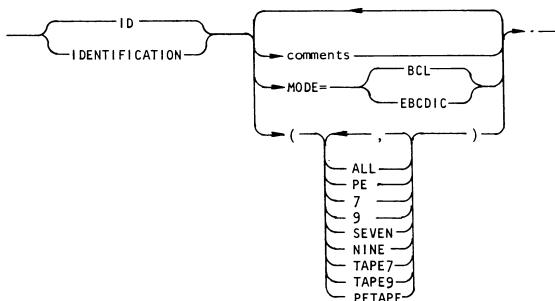 ID
IDENTIFICATION
comments
MODE=
BCL
EBCDIC
( , )
ALL
PE
7
9
SEVEN
NINE
TAPE7
TAPE9
PETAPE
.